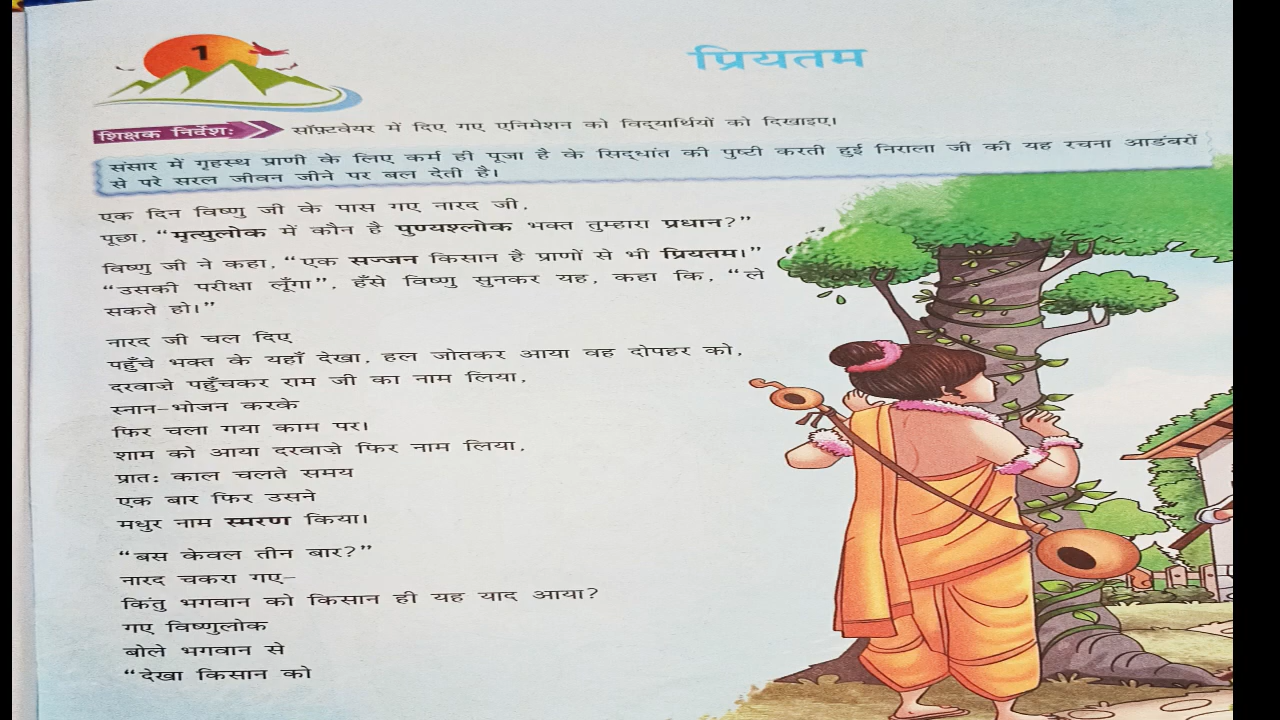 1
प्रियतम
शिक्षक निर्देश: सॉफ़्टवेयर में दिए गए एनिमेशन को विद्‌यार्थियों को दिखाइए।
संसार में गृहस्थ प्राणी के लिए कर्म ही पूजा है के सिद्‌धांत की पुष्टी करती हुई निराला जी की यह रचना आडंबरों
से परे सरल जीवन जीने पर बल देती है।
एक दिन विष्णु जी के पास गए नारद जी,
पूछा, “मृत्युलोक में कौन है पुण्यश्लोक भक्त तुम्हारा प्रधान?”
विष्णु जी ने कहा, “एक सज्जन किसान है प्राणों से भी प्रियतम।”
“उसकी परीक्षा लूँगा”, हँसे विष्णु सुनकर यह, कहा कि, “ले
सकते हो।”
नारद जी चल दिए
पहुँचे भक्त के यहाँ देखा, हल जोतकर आया वह दोपहर को,
दरवाज़े पहुँचकर राम जी का नाम लिया,
स्नान-भोजन करके
फिर चला गया काम पर।
शाम को आया दरवाज़े फिर नाम लिया,
प्रात: काल चलते समय
एक बार फिर उसने
मधुर नाम स्मरण किया।
“बस केवल तीन बार?”
नारद चकरा गए-
किंतु भगवान को किसान ही यह याद आया?
गए विष्णुलोक
बोले भगवान से
“देखा किसान को